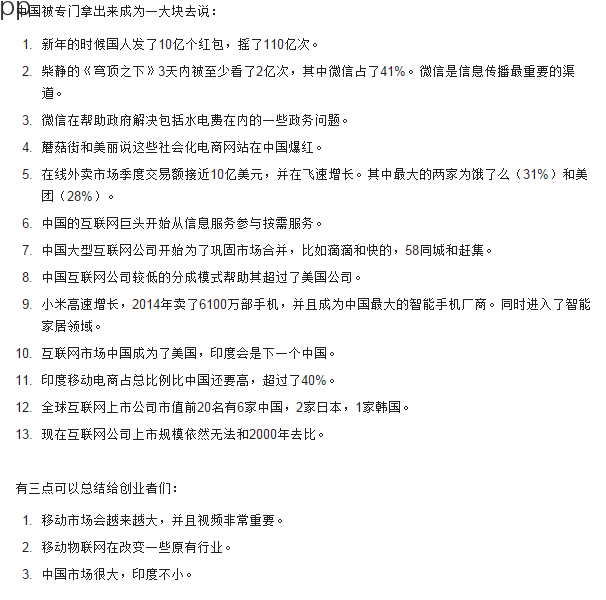 pp
中国被专门拿出来成为一大块去说：
1. 新年的时候国人发了10亿个红包，摇了110亿次。
2. 柴静的《穹顶之下》3天内被至少看了2亿次，其中微信占了41%。微信是信息传播最重要的渠
道。
3. 微信在帮助政府解决包括水电费在内的一些政务问题。
4. 蘑菇街和美丽说这些社会化电商网站在中国爆红。
5. 在线外卖市场季度交易额接近10亿美元，并在飞速增长。其中最大的两家为饿了么（31%）和美
团（28%）。
6. 中国的互联网巨头开始从信息服务参与按需服务。
7. 中国大型互联网公司开始为了巩固市场合并，比如滴滴和快的，58同城和赶集。
8. 中国互联网公司较低的分成模式帮助其超过了美国公司。
9. 小米高速增长，2014年卖了6100万部手机，并且成为中国最大的智能手机厂商。同时进入了智能
家居领域。
10. 互联网市场中国成为了美国，印度会是下一个中国。
11. 印度移动电商占总比例比中国还要高，超过了40%。
12. 全球互联网上市公司市值前20名有6家中国，2家日本，1家韩国。
13. 现在互联网公司上市规模依然无法和2000年去比。
有三点可以总结给创业者们：
1. 移动市场会越来越大，并且视频非常重要。
2. 移动物联网在改变一些原有行业。
3. 中国市场很大，印度不小。